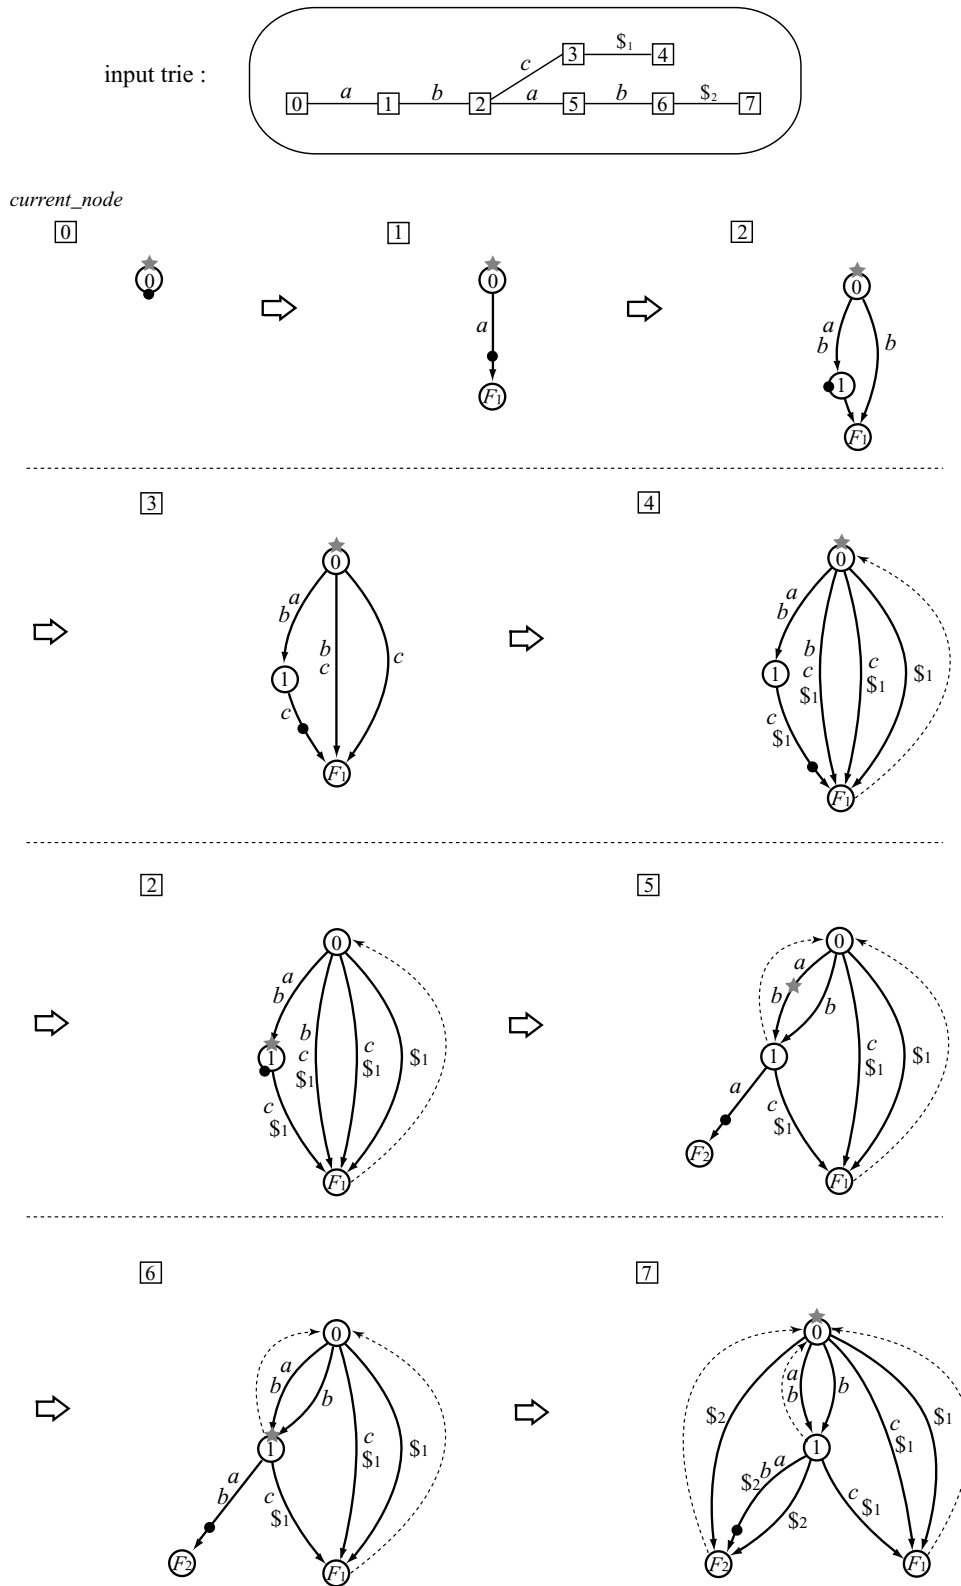 3 $1 4
c
input trie :
0 a 1 b 2 a 5 b 6 $2 7
current_node
0 1 2
0 0 0
a a
b b
1
F1 F1
3 4
0 0
a a
b b
b c b c c $1
c $1 $1
1 1
c c
$1
F1 F1
2 5
0 0
a a
b b b
b
c c c
$1 $1 $1 $1 $1
1 1
a
c c
$1 $1
F2
F1 F1
6 7
0 0
a a
b b b b
$2 c $1
c $1 $1
$1
1 1
a a
b b
$2
c c
$1 $2 $1
F2 F1 F2 F1